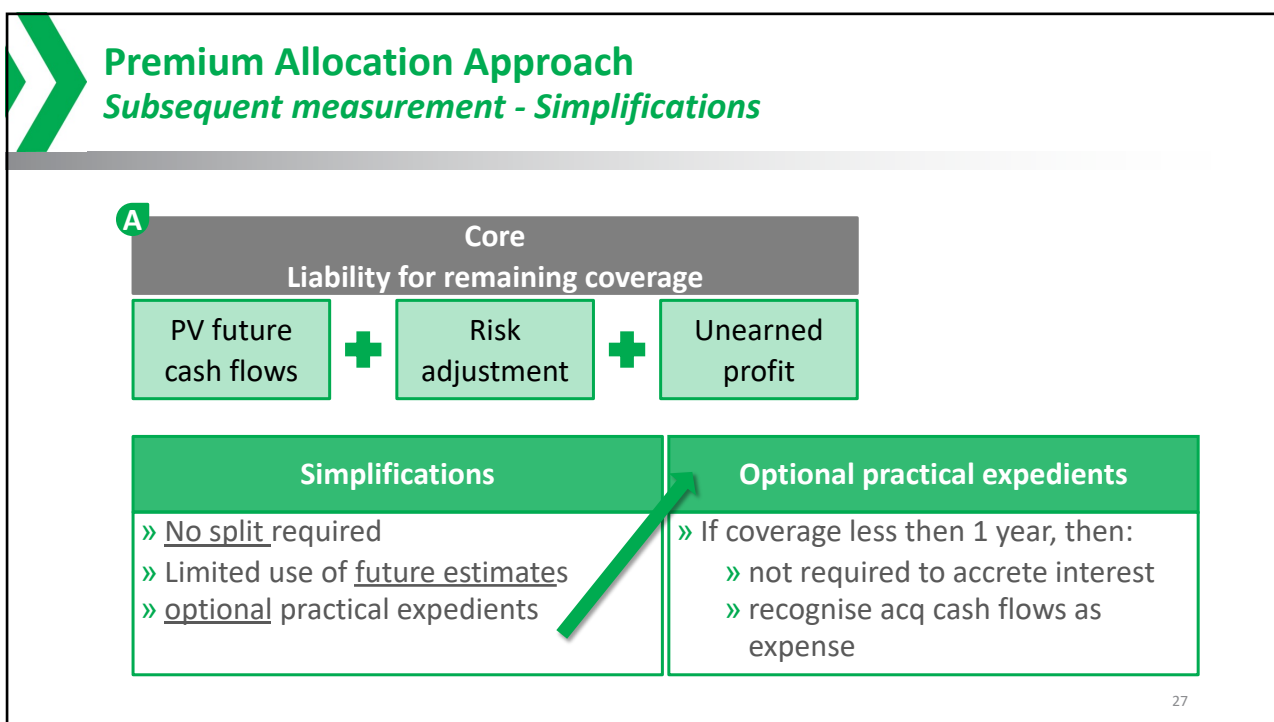 Premium Allocation Approach
Subsequent measurement - Simplifications
A
Core
Liability for remaining coverage
PV future
cash flows
Risk
adjustment
Unearned
profit
Simplifications
» No split required
» Limited use of future estimates
» optional practical expedients
Optional practical expedients
» If coverage less then 1 year, then:
» not required to accrete interest
» recognise acq cash flows as
expense
27